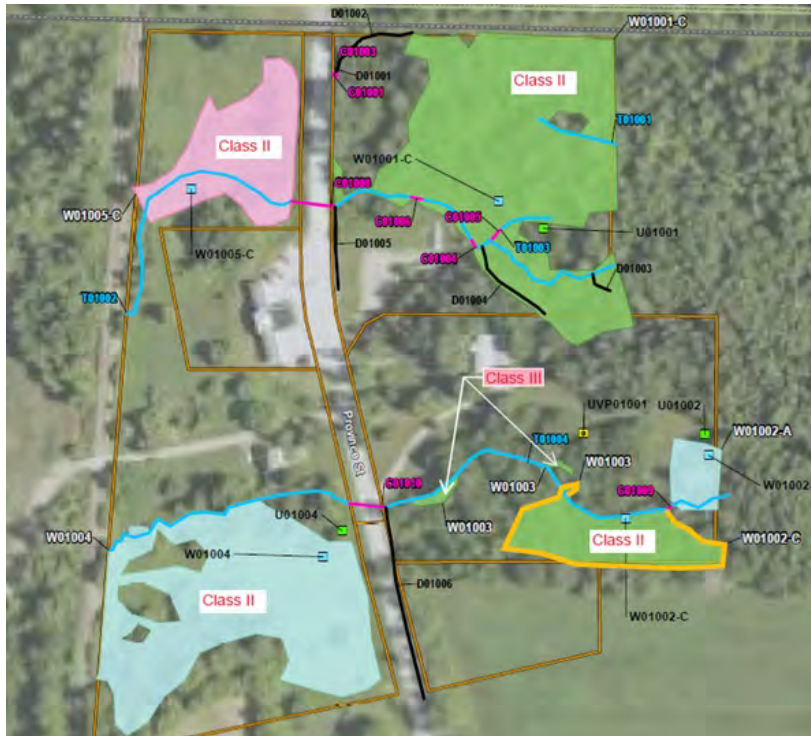 D01002
W01001-C
C01003
D01001
C01001
Class II
T01001
Class II
W01001-C
C01008
W01005-C
C01006
C01005
U01001
W01005-C
D01005
C01004
T01003
D01003
T01002
D01004
Class III
Province St
UVP01001
U01002
T01004
W01002-A
W01003
W01002
C01010
W01003
C01009
W01003
U01004
W01004
W01004
Class II
W01002-C
Class II
D01006
W01002-C